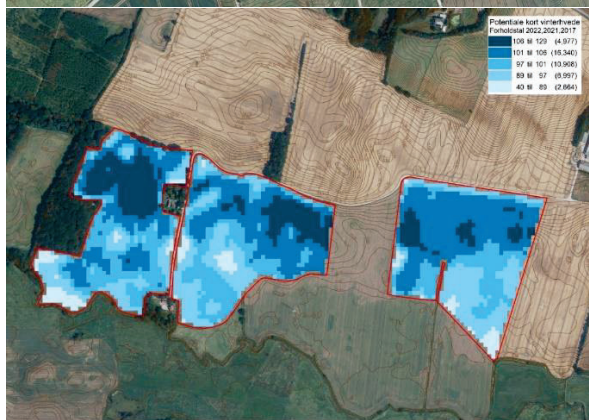 Potentiale kort vinterhvede
Forholdstal 2022,2021,2017
106 til 129 (4,977)
101 til 106 (16,340)
97 til 101 (10,908)
89 til 97 (6,997)
40 til 89 (2,664)